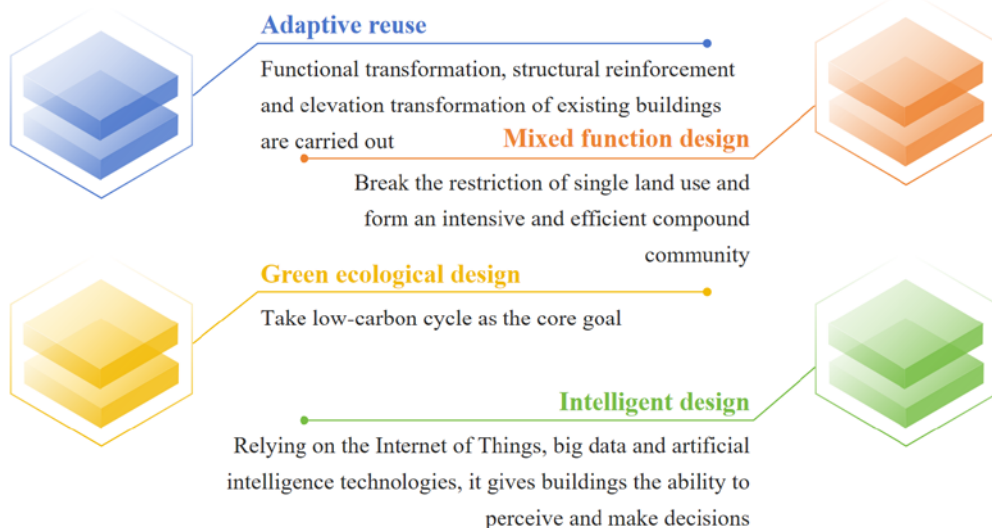 Adaptive reuse
Functional transformation, structural reinforcement
and elevation transformation of existing buildings
are carried out
Mixed function design
Break the restriction of single land use and
form an intensive and efficient compound
community
Green ecological design
Take low-carbon cycle as the core goal
Intelligent design
Relying on the Internet of Things, big data and artificial
intelligence technologies, it gives buildings the ability to
perceive and make decisions